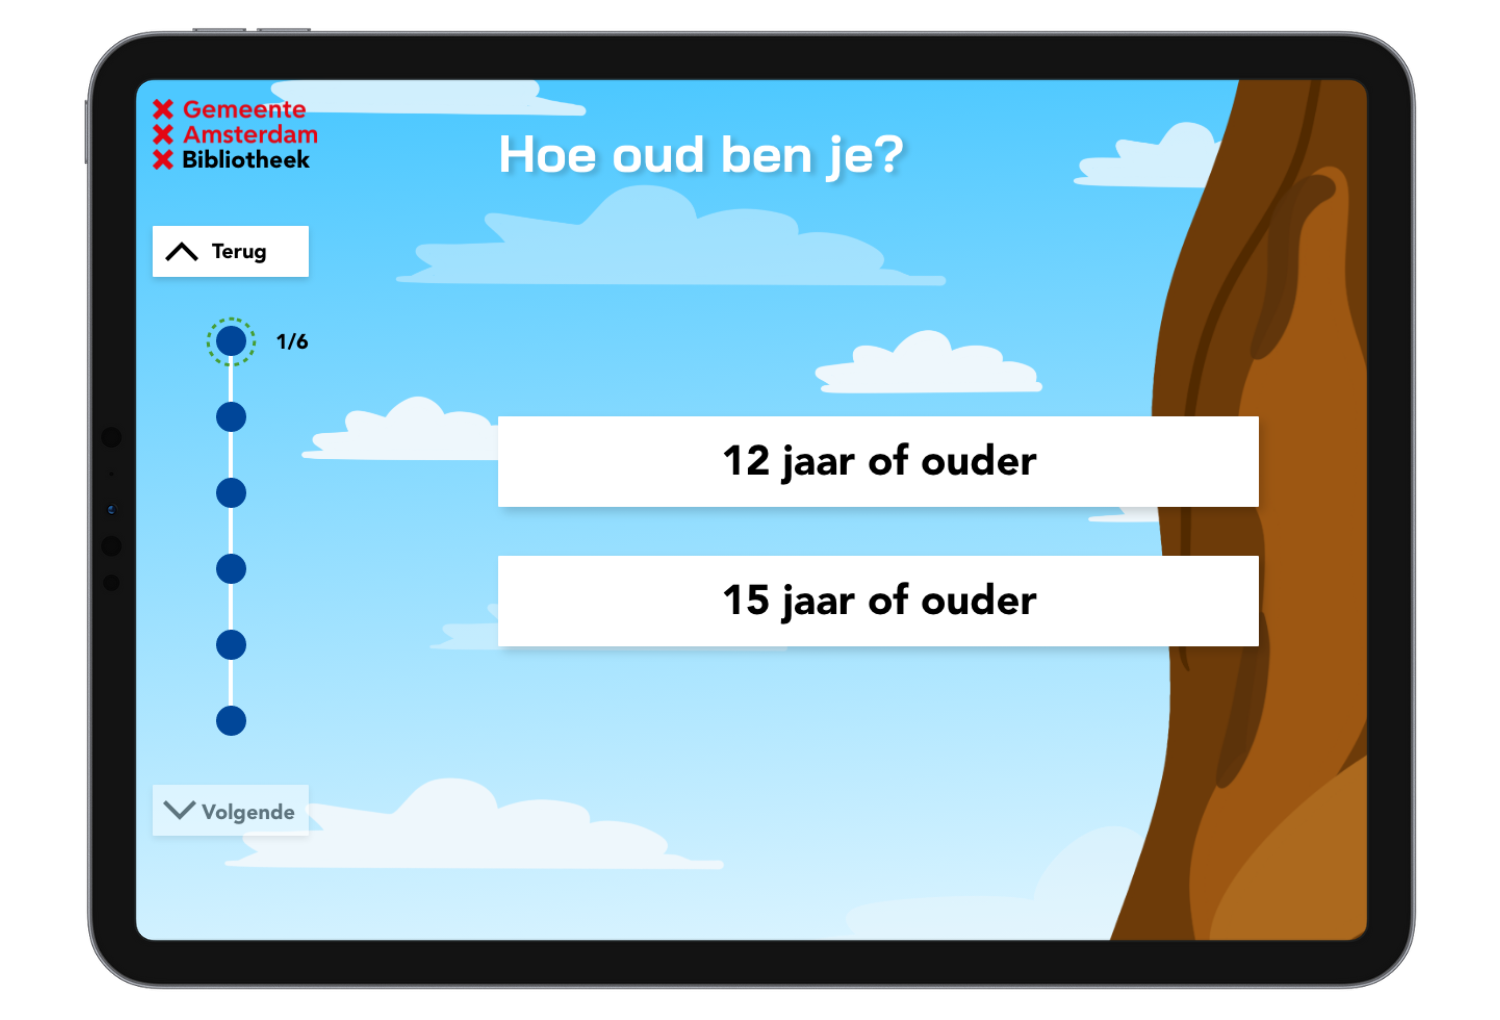 Gemeente
Amsterdam
Bibliotheek
Hoe oud ben je?
Terug
1/6
12 jaar of ouder
15 jaar of ouder
Volgende